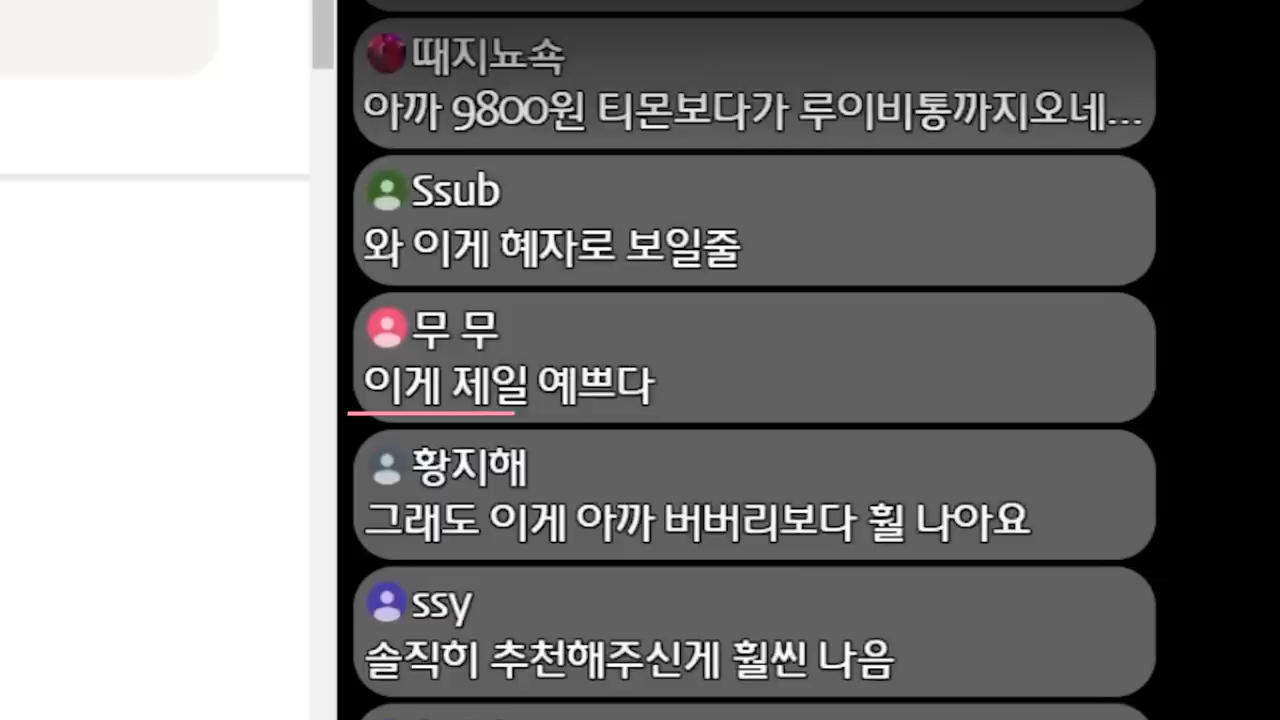 때지뇨쇽
아까 9800원 티몬보다가 루이비통까지오네...
Ssub
와 이게 혜자로 보일줄
무 무
이게 제일 예쁘다
황지해
그래도 이게 아까 버버리보다 훨 나아요
ssy
솔직히 추천해주신게 훨씬 나음